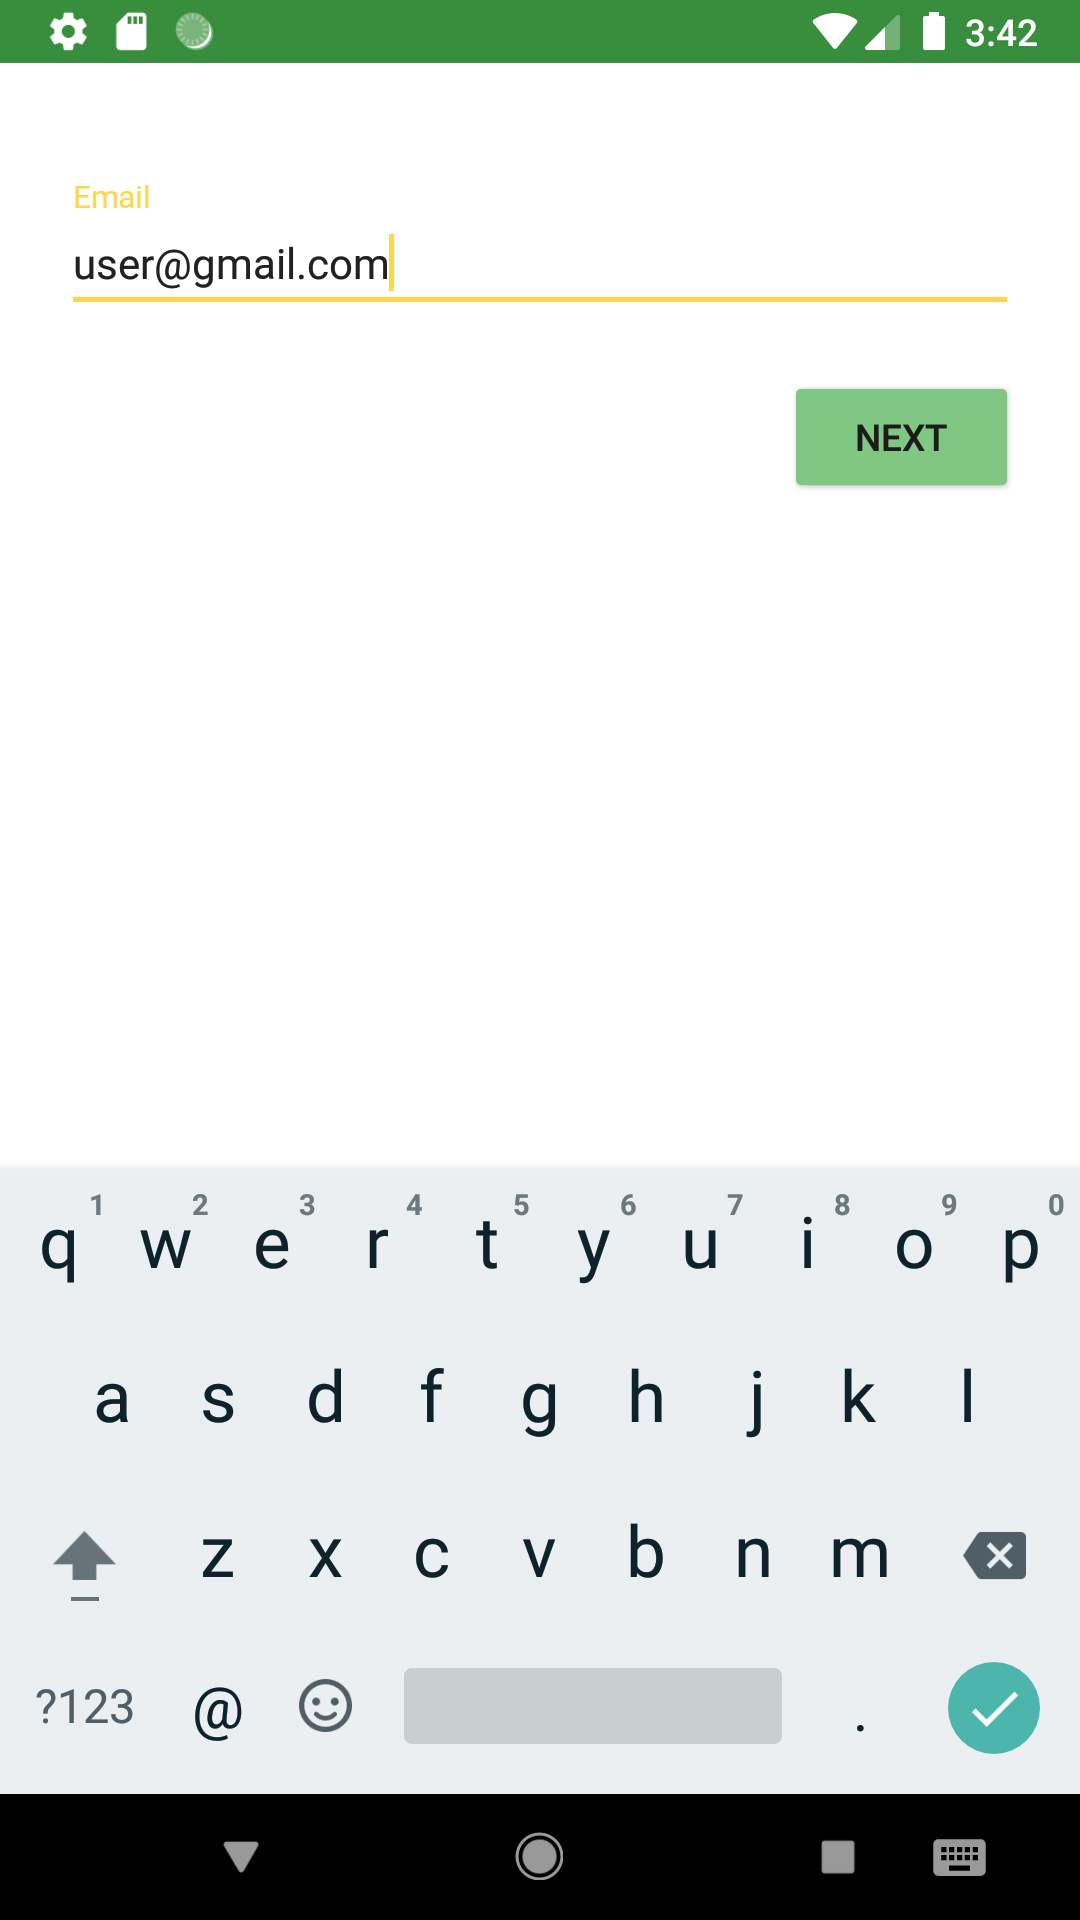 3:42
Email
user@gmail.com
NEXT
1 2 3 4 5 6 7 8 9 0
q w e r t y u i o p
a s d f g h j k l
z x c v b n m
?123 @ .